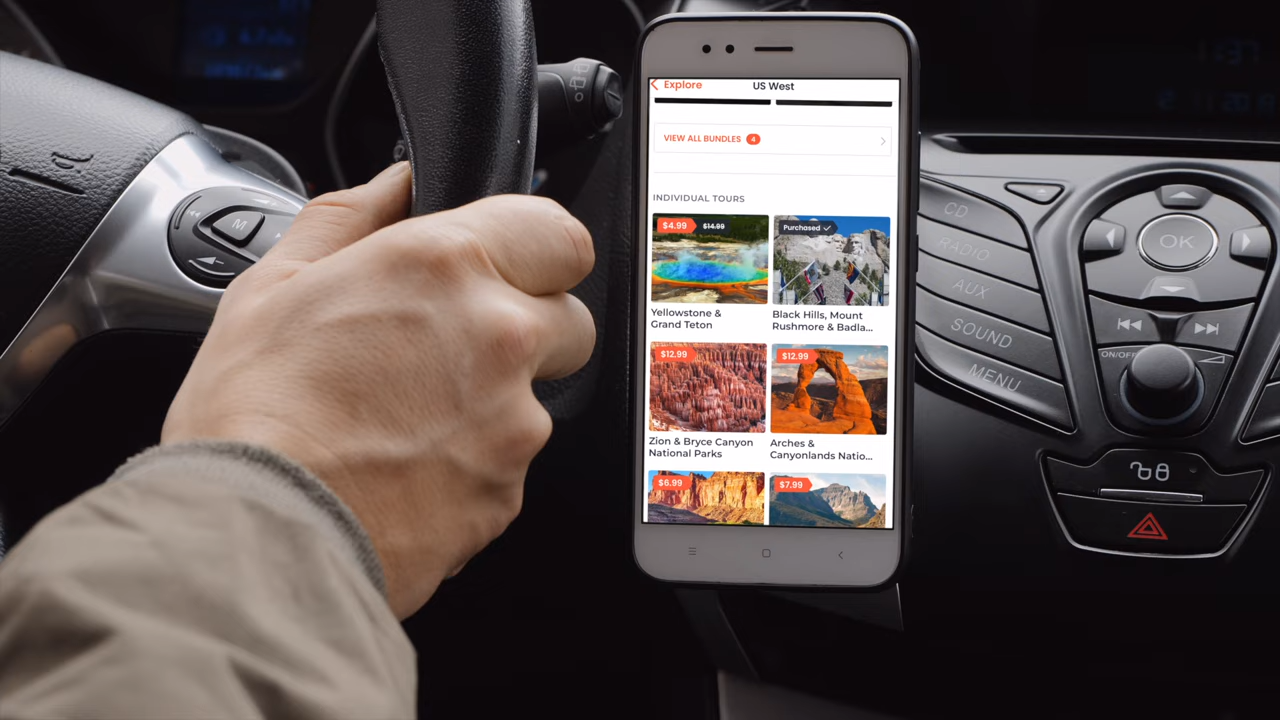 Explore
US West
VIEW ALL BUNDLES 4
INDIVIDUAL TOURS
$4.99 $14.99
Purchased
Yellowstone &
Grand Teton
Black Hills, Mount
Rushmore & Badla...
$12.99
$12.99
Zion & Bryce Canyon
National Parks
Arches &
Canyonlands Natio...
$6.99
$7.99
M
CD
RADIO
AUX
SOUND
MENU
OK
ON/OFF